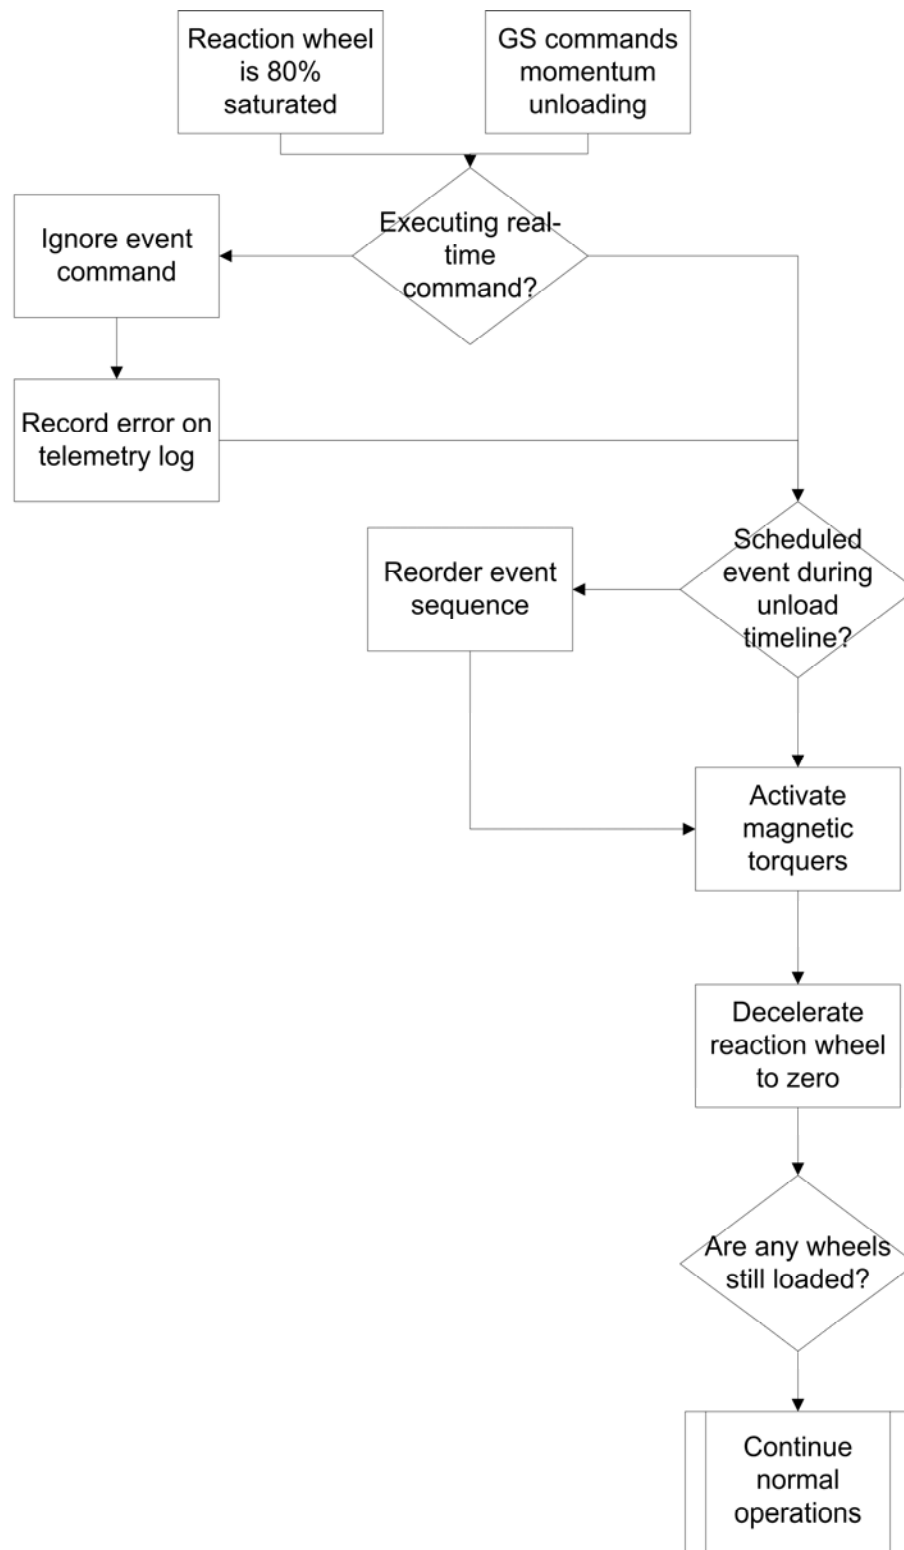 Reaction wheel
is 80%
saturated
GS commands
momentum
unloading
Executing real-
time
command?
Ignore event
command
Record error on
telemetry log
Scheduled
event during
unload
timeline?
Reorder event
sequence
Activate
magnetic
torquers
Decelerate
reaction wheel
to zero
Are any wheels
still loaded?
Continue
normal
operations